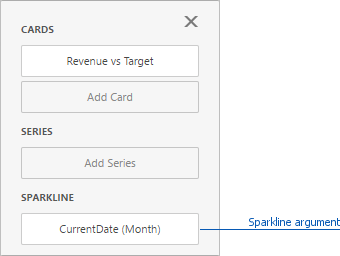 CARDS
Revenue vs Target
Add Card
SERIES
Add Series
SPARKLINE
CurrentDate (Month)
Sparkline argument